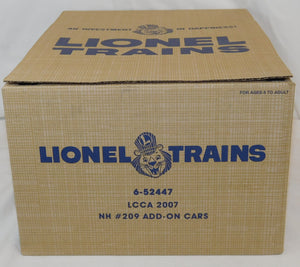 AN INVESTMENT IN HAPPINESS!
LIONEL
TRAINS
FOR AGES 8 TO ADULT
LIONEL TRAINS
6-52447
LCCA 2007
NH #209 ADD-ON CARS